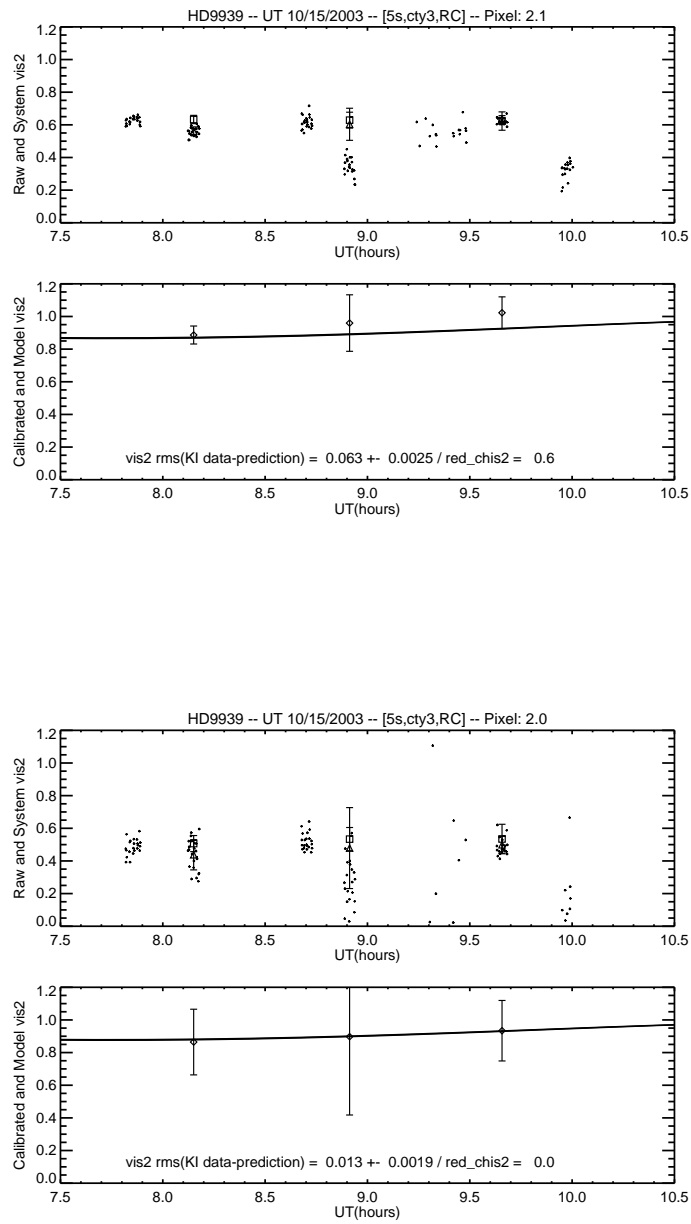 HD9939 -- UT 10/15/2003 -- [5s,cty3,RC] -- Pixel: 2.1
Raw and System vis2
1.2
1.0
0.8
0.6
0.4
0.2
0.0
7.5 8.0 8.5 9.0 9.5 10.0 10.5
UT(hours)
Calibrated and Model vis2
1.2
1.0
0.8
0.6
0.4
0.2
0.0
vis2 rms(KI data-prediction) = 0.063 +- 0.0025 / red_chis2 = 0.6
7.5 8.0 8.5 9.0 9.5 10.0 10.5
UT(hours)
HD9939 -- UT 10/15/2003 -- [5s,cty3,RC] -- Pixel: 2.0
Raw and System vis2
1.2
1.0
0.8
0.6
0.4
0.2
0.0
7.5 8.0 8.5 9.0 9.5 10.0 10.5
UT(hours)
Calibrated and Model vis2
1.2
1.0
0.8
0.6
0.4
0.2
0.0
vis2 rms(KI data-prediction) = 0.013 +- 0.0019 / red_chis2 = 0.0
7.5 8.0 8.5 9.0 9.5 10.0 10.5
UT(hours)